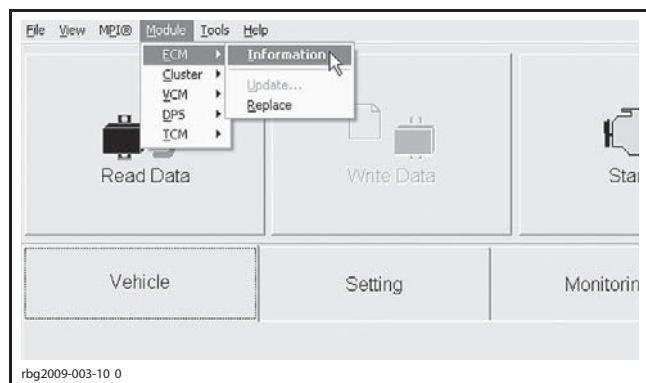 File View MPI® Module Tools Help
ECM Information
Cluster Update...
VCM Replace
DPS
TCM
Read Data Write Data Star
Vehicle Setting Monitorin
rbg2009-003-10 0